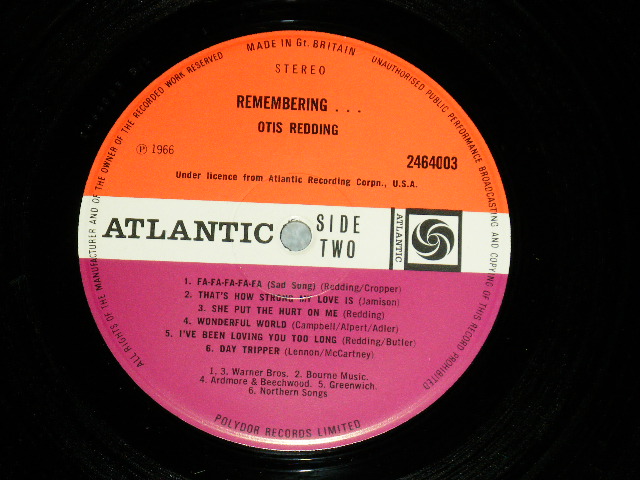 MADE IN Gt. BRITAIN
UNAUTHORISED PUBLIC PERFORMANCE BROADCASTING AND COPYING OF THIS RECORD PROHIBITED
ALL RIGHTS OF THE MANUFACTURER AND OF THE OWNER OF THE RECORDED WORK RESERVED
STEREO
REMEMBERING . . .
OTIS REDDING
℗ 1966
2464003
Under licence from Atlantic Recording Corpn., U.S.A.
ATLANTIC
SIDE
TWO
ATLANTIC
1. FA-FA-FA-FA-FA (Sad Song) (Redding/Cropper)
2. THAT'S HOW STRONG MY LOVE IS (Jamison)
3. SHE PUT THE HURT ON ME (Redding)
4. WONDERFUL WORLD (Campbell/Alpert/Adler)
5. I'VE BEEN LOVING YOU TOO LONG (Redding/Butler)
6. DAY TRIPPER (Lennon/McCartney)
1. 3. Warner Bros. 2. Bourne Music.
4. Ardmore & Beechwood. 5. Greenwich.
6. Northern Songs
POLYDOR RECORDS LIMITED